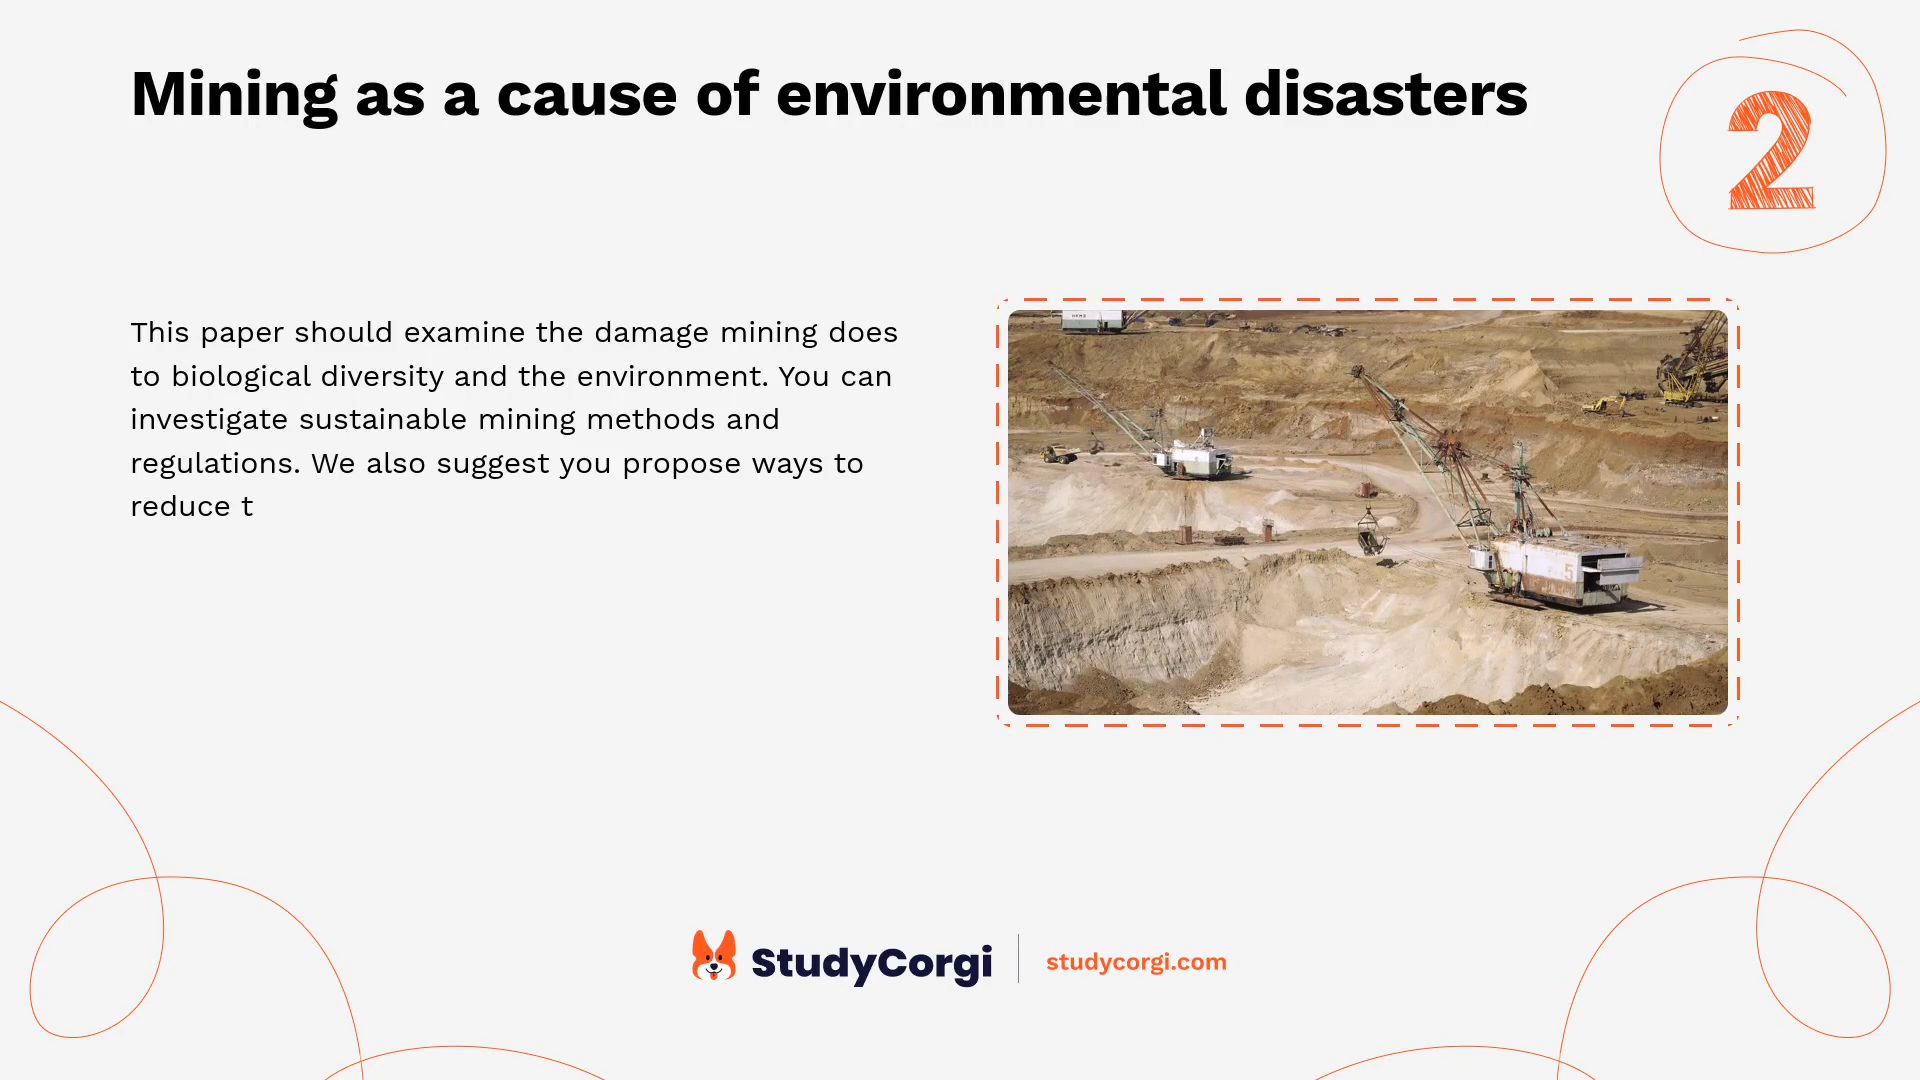 Mining as a cause of environmental disasters
2
This paper should examine the damage mining does
to biological diversity and the environment. You can
investigate sustainable mining methods and
regulations. We also suggest you propose ways to
reduce t
5
StudyCorgi
studycorgi.com